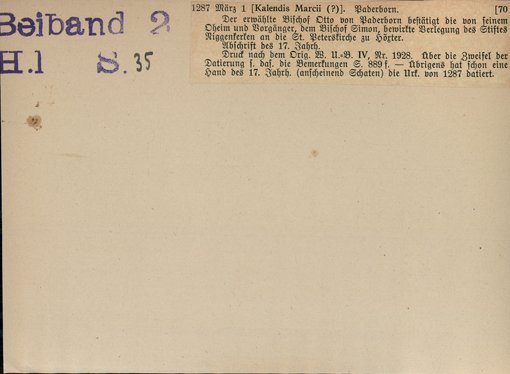 Beiband 2
H.1 S. 35
1287 März 1 [Kalendis Marcii (?)]. Paderborn. [70
Der erwählte Bischof Otto von Paderborn bestätigt die von seinem
Oheim und Vorgänger, dem Bischof Simon, bewirkte Verlegung des Stiftes
Niggenkerken an die St. Peterskirche zu Höxter.
Abschrift des 17. Jahrh.
Druck nach dem Orig. W. U.-B. IV, Nr. 1928. Über die Zweifel der
Datierung s. das. die Bemerkungen S. 889 f. — Übrigens hat schon eine
Hand des 17. Jahrh. (anscheinend Schaten) die Urk. von 1287 datiert.